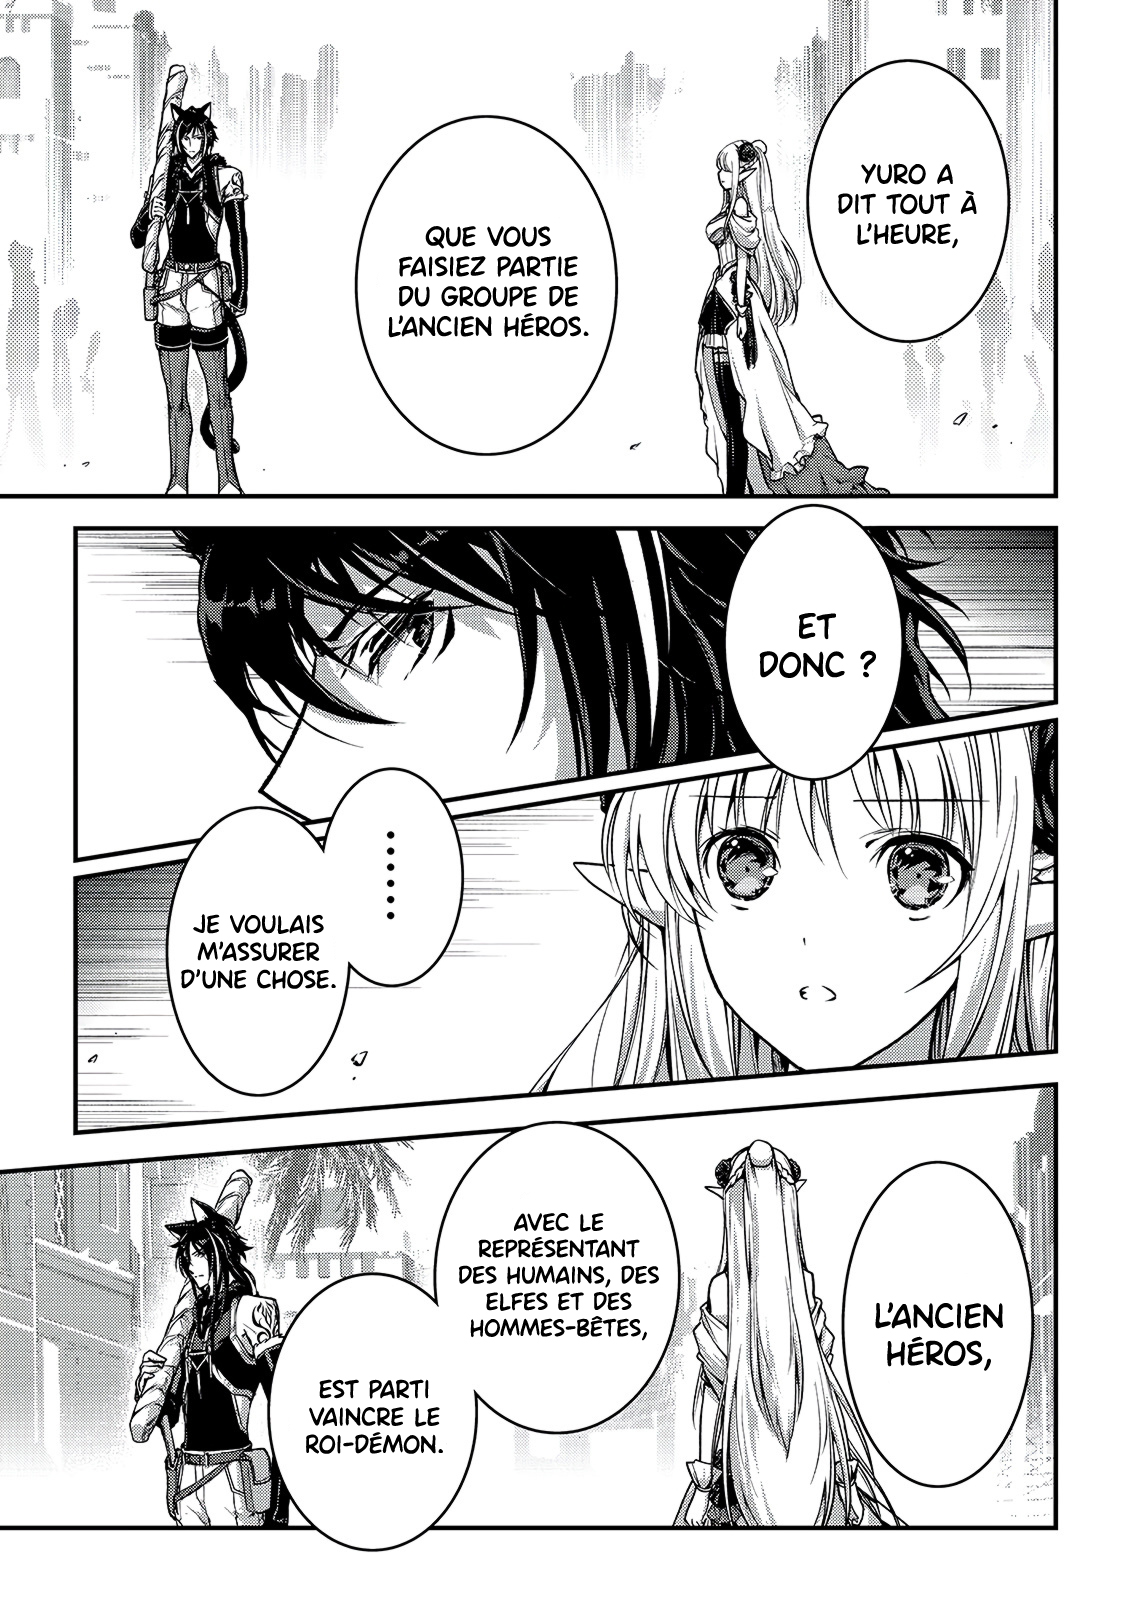 YURO A
DIT TOUT À
L'HEURE,
QUE VOUS
FAISIEZ PARTIE
DU GROUPE DE
L'ANCIEN HÉROS.
ET
DONC ?
......
JE VOULAIS
M'ASSURER
D'UNE CHOSE.
L'ANCIEN
HÉROS,
AVEC LE
REPRÉSENTANT
DES HUMAINS, DES
ELFES ET DES
HOMMES-BÊTES,
EST PARTI
VAINCRE LE
ROI-DÉMON.